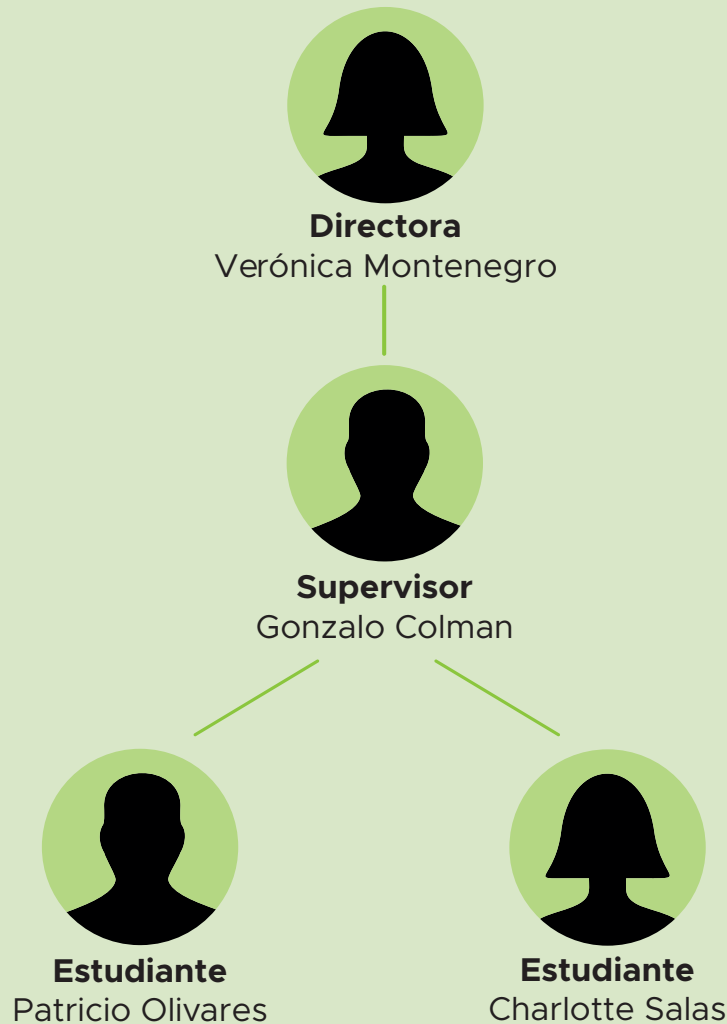 Directora
Verónica Montenegro
Supervisor
Gonzalo Colman
Estudiante
Patricio Olivares
Estudiante
Charlotte Salas